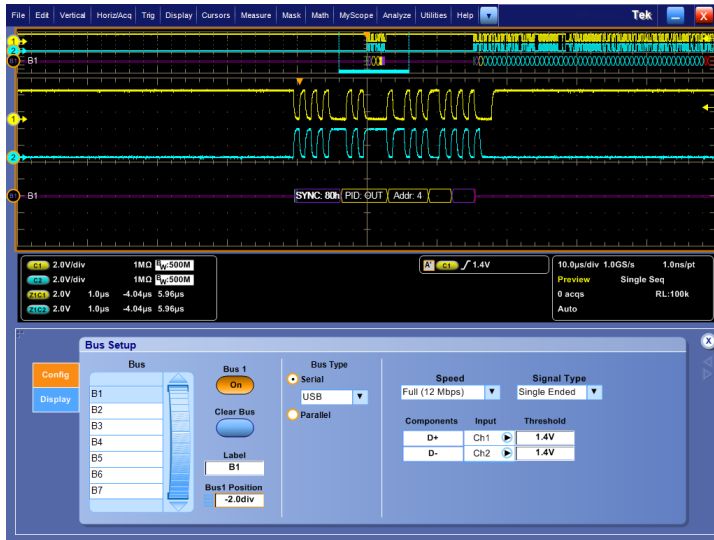 File Edit Vertical Horiz/Acq Trig Display Cursors Measure Mask Math MyScope Analyze Utilities Help Tek X
1
2
B1 B1
1
2
B1 B1 SYNC: 80h PID: OUT Addr: 4
C1 2.0V/div 1MΩ BW:500M
C2 2.0V/div 1MΩ BW:500M
Z1C1 2.0V 1.0µs -4.04µs 5.96µs
Z1C2 2.0V 1.0µs -4.04µs 5.96µs
A' C1 1.4V
10.0µs/div 1.0GS/s 1.0ns/pt
Preview Single Seq
0 acqs RL:100k
Auto
Bus Setup X
Config
Display
Bus
B1
B2
B3
B4
B5
B6
B7
Bus 1
On
Clear Bus
Label
B1
Bus1 Position
-2.0div
Bus Type
Serial
USB
Parallel
Speed Signal Type
Full (12 Mbps) Single Ended
Components Input Threshold
D+ Ch1 1.4V
D- Ch2 1.4V